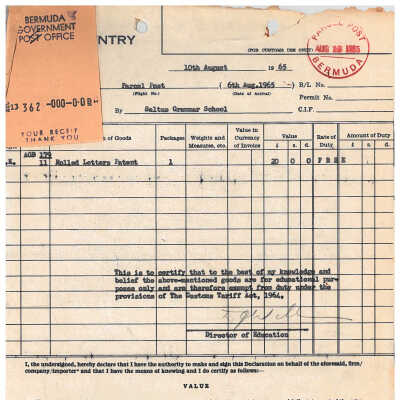 BERMUDA
GOVERNMENT
POST OFFICE
362 -000-0.0
YOUR RECEIPT
THANK YOU
NTRY
(FOR CUSTOMS USE ONLY)
PARCEL POST
AUG 1965
BERMUDA
10th August 1965
Parcel Post (6th Aug. 1965) B/L No.
(Flight No.) (Date of Arrival)
Permit No.
By Saltus Grammar School C.I.F.
of Goods Packages Weights and Measures, etc. Value in Currency of Invoice Value Rate of Duty Amount of Duty
£ s. d. £ s. d.
AGB 179
11 Rolled Letters Patent 1 20 0 0 FREE
This is to certify that to the best of my knowledge and
belief the above-mentioned goods are for educational pur-
poses only and are therefore exempt from duty under the
provisions of The Customs Tariff Act, 1964.
Director of Education
I, the undersigned, hereby declare that I have the authority to make and sign this Declaration on behalf of the aforesaid, firm/
company/importer* and that I have the means of knowing and I do certify as follows:—
VALUE